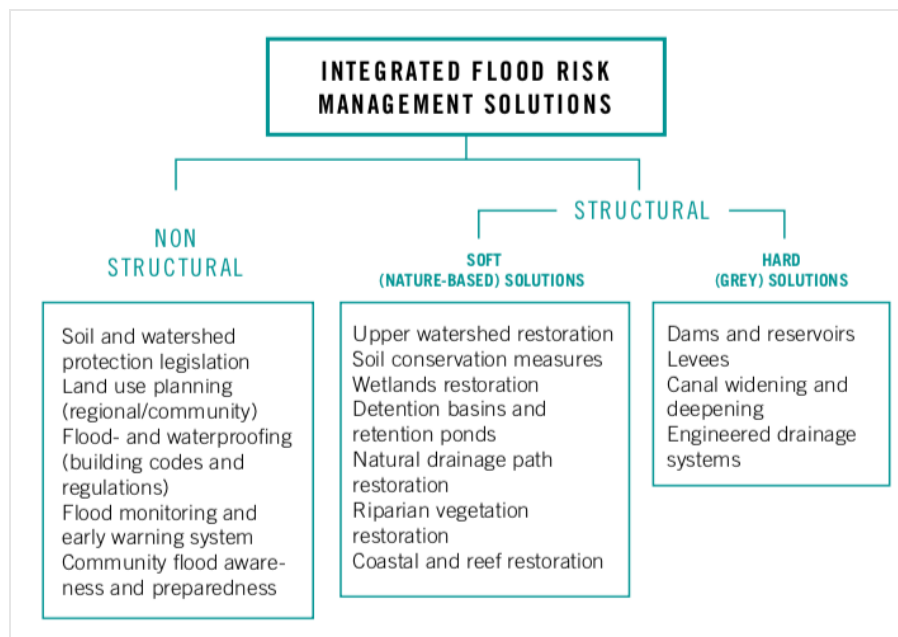 INTEGRATED FLOOD RISK
MANAGEMENT SOLUTIONS
NON
STRUCTURAL
Soil and watershed
protection legislation
Land use planning
(regional/community)
Flood- and waterproofing
(building codes and
regulations)
Flood monitoring and
early warning system
Community flood aware-
ness and preparedness
STRUCTURAL
SOFT
(NATURE-BASED) SOLUTIONS
Upper watershed restoration
Soil conservation measures
Wetlands restoration
Detention basins and
retention ponds
Natural drainage path
restoration
Riparian vegetation
restoration
Coastal and reef restoration
HARD
(GREY) SOLUTIONS
Dams and reservoirs
Levees
Canal widening and
deepening
Engineered drainage
systems